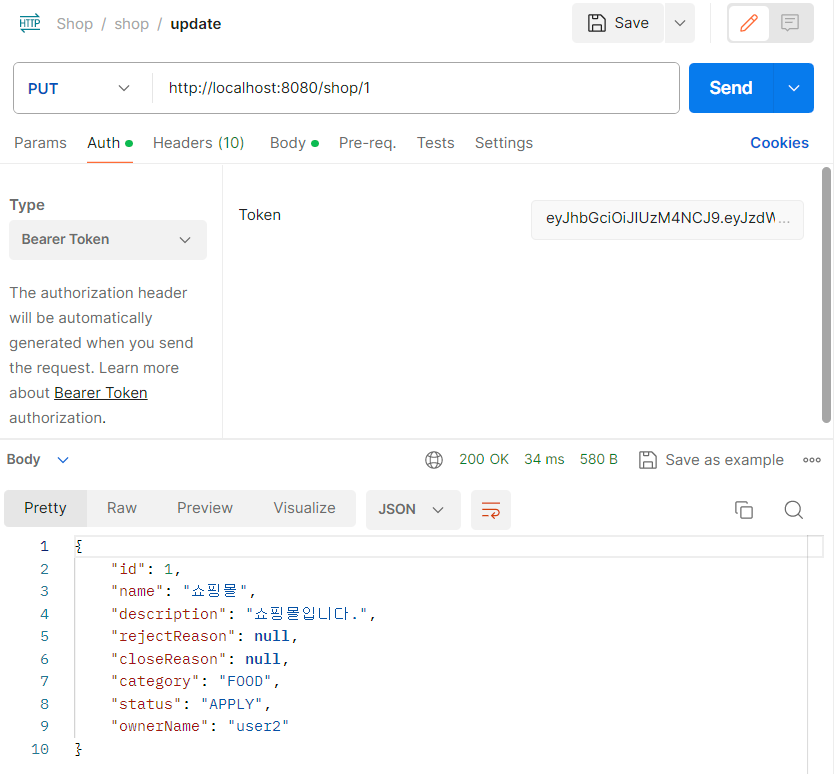 HTTP Shop / shop / update Save
PUT http://localhost:8080/shop/1 Send
Params Auth Headers (10) Body Pre-req. Tests Settings Cookies
Type
Bearer Token
Token eyJhbGciOiJIUzM4NCJ9.eyJzdW...
The authorization header
will be automatically
generated when you send
the request. Learn more
about Bearer Token
authorization.
Body 200 OK 34 ms 580 B Save as example
Pretty Raw Preview Visualize JSON
1 {
2 "id": 1,
3 "name": "쇼핑몰",
4 "description": "쇼핑몰입니다.",
5 "rejectReason": null,
6 "closeReason": null,
7 "category": "FOOD",
8 "status": "APPLY",
9 "ownerName": "user2"
10 }